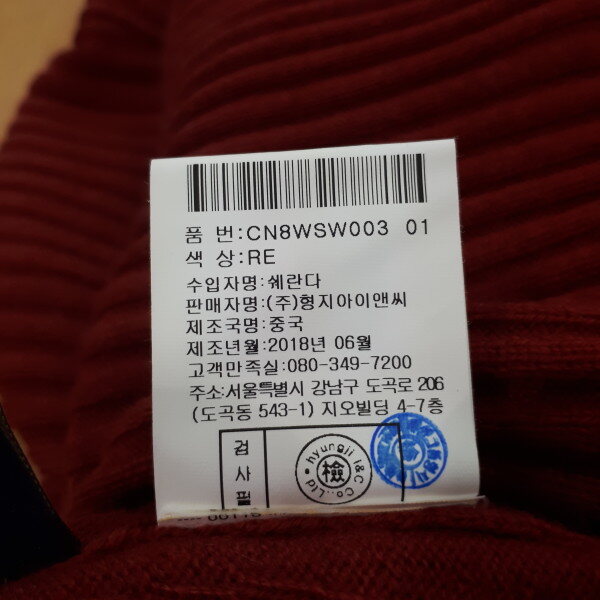 품 번:CN8WSW003 01
색 상:RE
수입자명:쉐란다
판매자명:(주)형지아이앤씨
제조국명:중국
제조년월:2018년 06월
고객만족실:080-349-7200
주소:서울특별시 강남구 도곡로 206
(도곡동 543-1) 지오빌딩 4-7층
검사필
hyungji I&C Co.,Ltd
檢